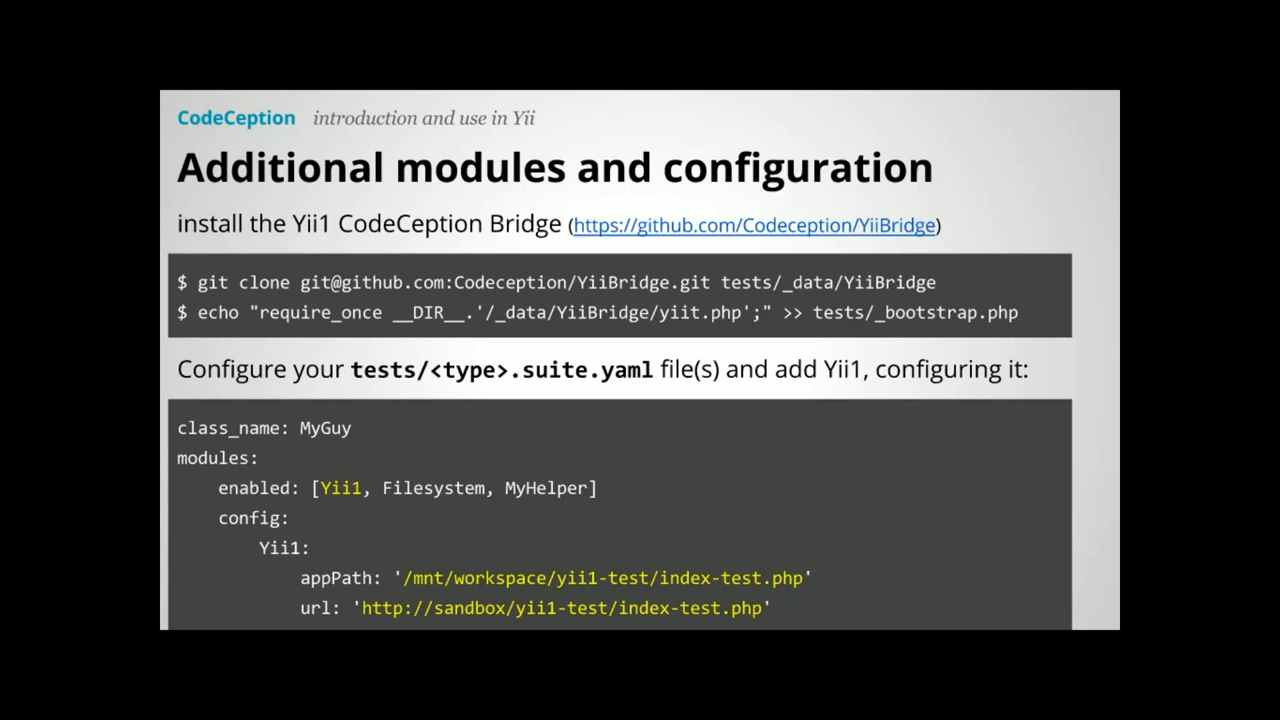 CodeCeption introduction and use in Yii
Additional modules and configuration
install the Yii1 CodeCeption Bridge (https://github.com/Codeception/YiiBridge)
$ git clone git@github.com:Codeception/YiiBridge.git tests/_data/YiiBridge
$ echo "require_once __DIR__.'/_data/YiiBridge/yiit.php';" >> tests/_bootstrap.php
Configure your tests/<type>.suite.yaml file(s) and add Yii1, configuring it:
class_name: MyGuy
modules:
    enabled: [Yii1, Filesystem, MyHelper]
    config:
        Yii1:
            appPath: '/mnt/workspace/yii1-test/index-test.php'
            url: 'http://sandbox/yii1-test/index-test.php'